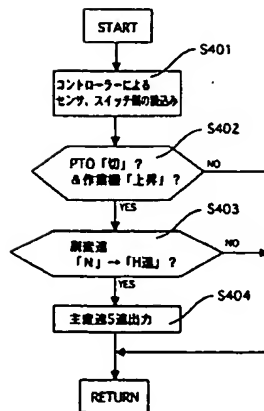 START
S401
コントローラーによる
センサ、スイッチ類の読込み
S402
PTO「切」?
&作業機「上昇」?
NO
YES
S403
副変速
「N」→「H速」?
NO
YES
S404
主変速5速出力
RETURN